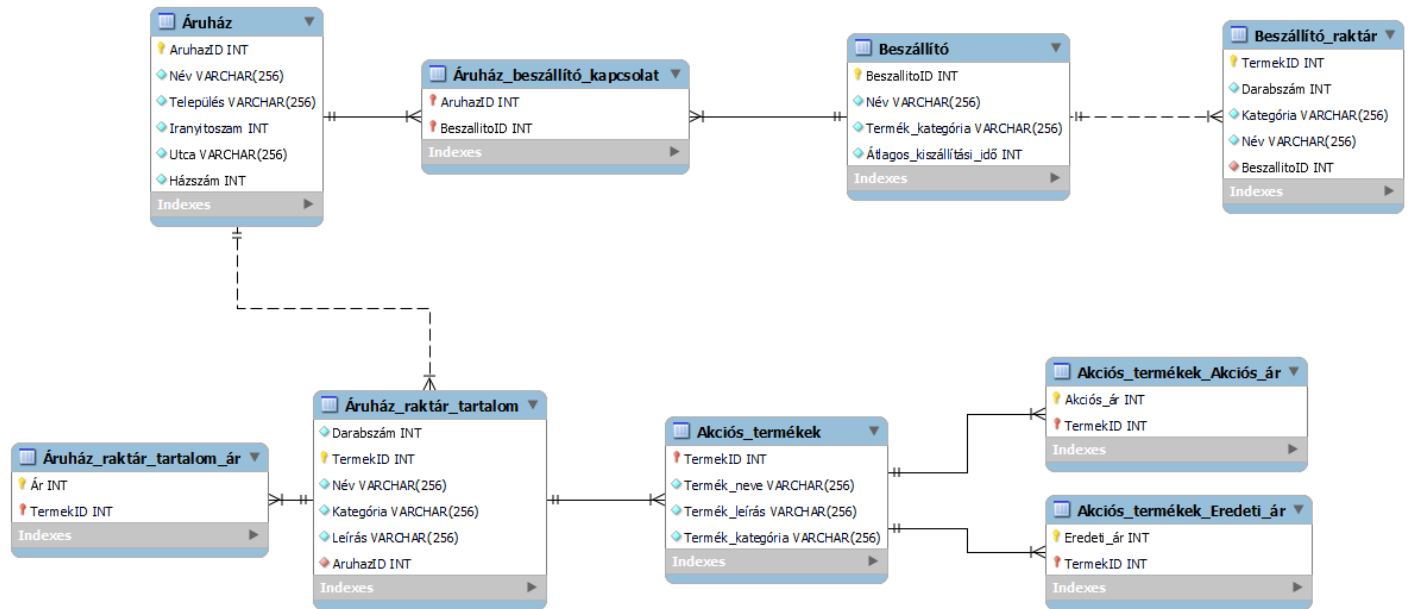 Áruház
AruhazID INT
Név VARCHAR(256)
Település VARCHAR(256)
Iranyitoszam INT
Utca VARCHAR(256)
Házszám INT
Indexes
Áruház_beszállító_kapcsolat
AruhazID INT
BeszallitoID INT
Indexes
Beszállító
BeszallitoID INT
Név VARCHAR(256)
Termék_kategória VARCHAR(256)
Átlagos_kiszállítási_idő INT
Indexes
Beszállító_raktár
TermekID INT
Darabszám INT
Kategória VARCHAR(256)
Név VARCHAR(256)
BeszallitoID INT
Indexes
Áruház_raktár_tartalom_ár
Ár INT
TermekID INT
Indexes
Áruház_raktár_tartalom
Darabszám INT
TermekID INT
Név VARCHAR(256)
Kategória VARCHAR(256)
Leírás VARCHAR(256)
AruhazID INT
Indexes
Akciós_termékek
TermekID INT
Termék_neve VARCHAR(256)
Termék_leírás VARCHAR(256)
Termék_kategória VARCHAR(256)
Indexes
Akciós_termékek_Akciós_ár
Akciós_ár INT
TermekID INT
Indexes
Akciós_termékek_Eredeti_ár
Eredeti_ár INT
TermekID INT
Indexes